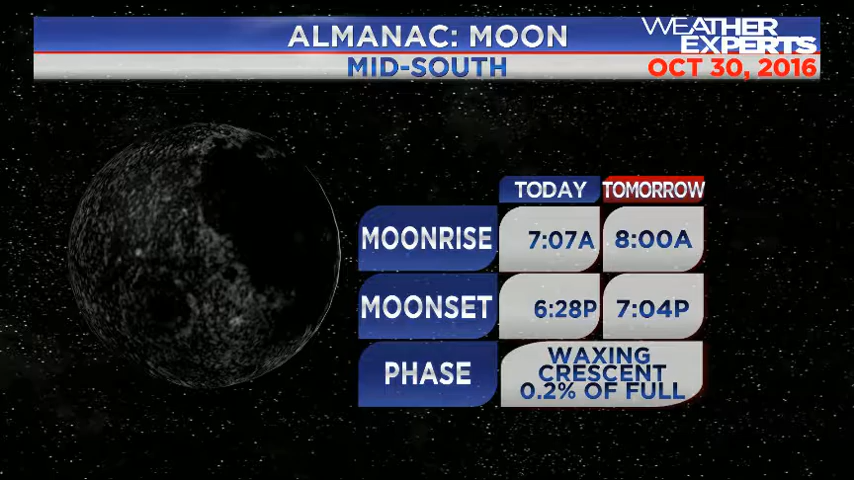 ALMANAC: MOON
WEATHER
EXPERTS
MID-SOUTH
OCT 30, 2016
TODAY
TOMORROW
MOONRISE
7:07A
8:00A
MOONSET
6:28P
7:04P
PHASE
WAXING
CRESCENT
0.2% OF FULL